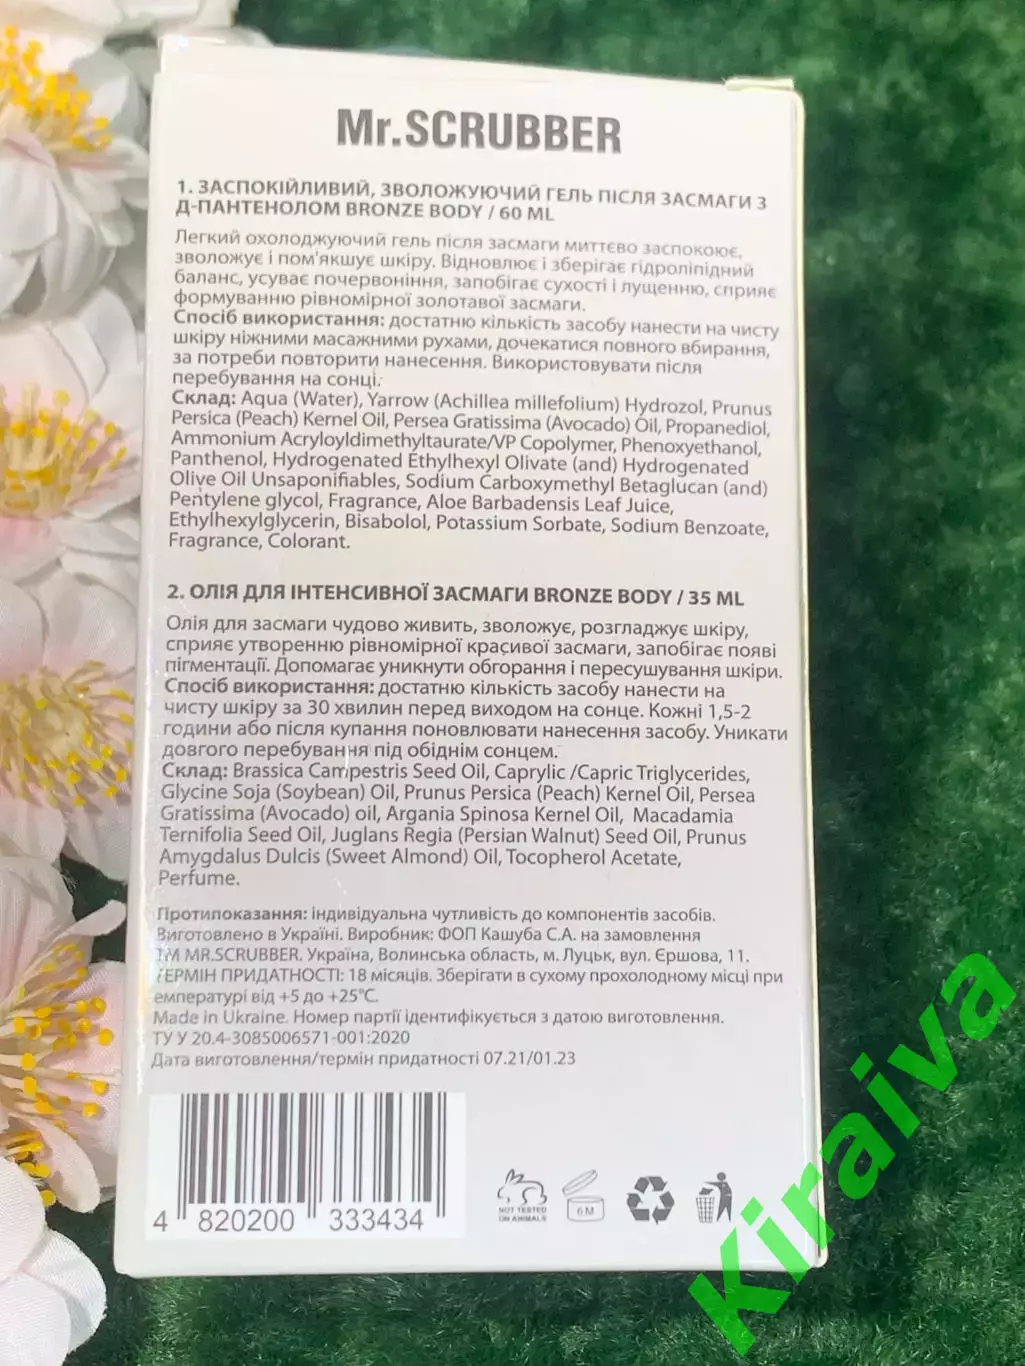 Mr.SCRUBBER
1. ЗАСПОКІЙЛИВИЙ, ЗВОЛОЖУЮЧИЙ ГЕЛЬ ПІСЛЯ ЗАСМАГИ З
Д-ПАНТЕНОЛОМ BRONZE BODY / 60 ML
Легкий охолоджуючий гель після засмаги миттєво заспокоює,
зволожує і пом'якшує шкіру. Відновлює і зберігає гідроліпідний
баланс, усуває почервоніння, запобігає сухості і лущенню, сприяє
формуванню рівномірної золотавої засмаги.
Спосіб використання: достатню кількість засобу нанести на чисту
шкіру ніжними масажними рухами, дочекатися повного вбирання,
за потреби повторити нанесення. Використовувати після
перебування на сонці.
Склад: Aqua (Water), Yarrow (Achillea millefolium) Hydrozol, Prunus
Persica (Peach) Kernel Oil, Persea Gratissima (Avocado) Oil, Propanediol,
Ammonium Acryloyldimethyltaurate/VP Copolymer, Phenoxyethanol,
Panthenol, Hydrogenated Ethylhexyl Olivate (and) Hydrogenated
Olive Oil Unsaponifiables, Sodium Carboxymethyl Betaglucan (and)
Pentylene glycol, Fragrance, Aloe Barbadensis Leaf Juice,
Ethylhexylglycerin, Bisabolol, Potassium Sorbate, Sodium Benzoate,
Fragrance, Colorant.
2. ОЛІЯ ДЛЯ ІНТЕНСИВНОЇ ЗАСМАГИ BRONZE BODY / 35 ML
Олія для засмаги чудово живить, зволожує, розгладжує шкіру,
сприяє утворенню рівномірної красивої засмаги, запобігає появі
пігментації. Допомагає уникнути обгорання і пересушування шкіри.
Спосіб використання: достатню кількість засобу нанести на
чисту шкіру за 30 хвилин перед виходом на сонце. Кожні 1,5-2
години або після купання поновлювати нанесення засобу. Уникати
довгого перебування під обіднім сонцем.
Склад: Brassica Campestris Seed Oil, Caprylic /Capric Triglycerides,
Glycine Soja (Soybean) Oil, Prunus Persica (Peach) Kernel Oil, Persea
Gratissima (Avocado) oil, Argania Spinosa Kernel Oil, Macadamia
Ternifolia Seed Oil, Juglans Regia (Persian Walnut) Seed Oil, Prunus
Amygdalus Dulcis (Sweet Almond) Oil, Tocopherol Acetate,
Perfume.
Протипоказання: індивідуальна чутливість до компонентів засобів.
Виготовлено в Україні. Виробник: ФОП Кашуба С.А. на замовлення
ТМ MR.SCRUBBER. Україна, Волинська область, м. Луцьк, вул. Єршова, 11.
ТЕРМІН ПРИДАТНОСТІ: 18 місяців. Зберігати в сухому прохолодному місці при
емпературі від +5 до +25°C.
Made in Ukraine. Номер партії ідентифікується з датою виготовлення.
ТУ У 20.4-3085006571-001:2020
Дата виготовлення/термін придатності 07.21/01.23
4 820200 333434
NOT TESTED
ON ANIMALS
6 M
Kiraiva